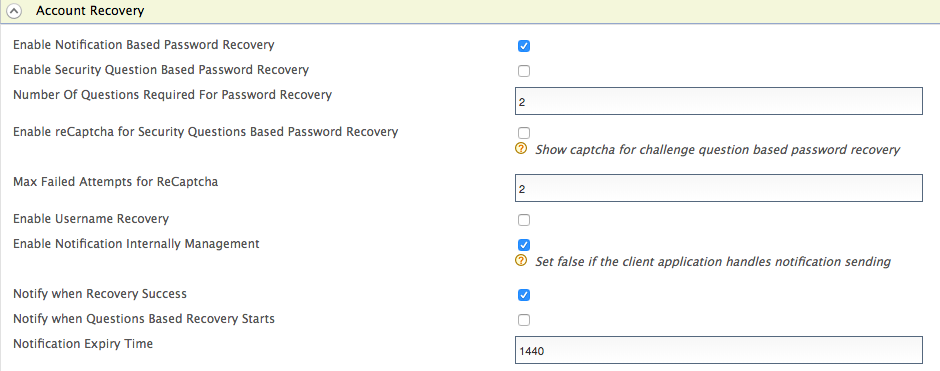 Account Recovery
Enable Notification Based Password Recovery
Enable Security Question Based Password Recovery
Number Of Questions Required For Password Recovery
2
Enable reCaptcha for Security Questions Based Password Recovery
? Show captcha for challenge question based password recovery
Max Failed Attempts for ReCaptcha
2
Enable Username Recovery
Enable Notification Internally Management
? Set false if the client application handles notification sending
Notify when Recovery Success
Notify when Questions Based Recovery Starts
Notification Expiry Time
1440